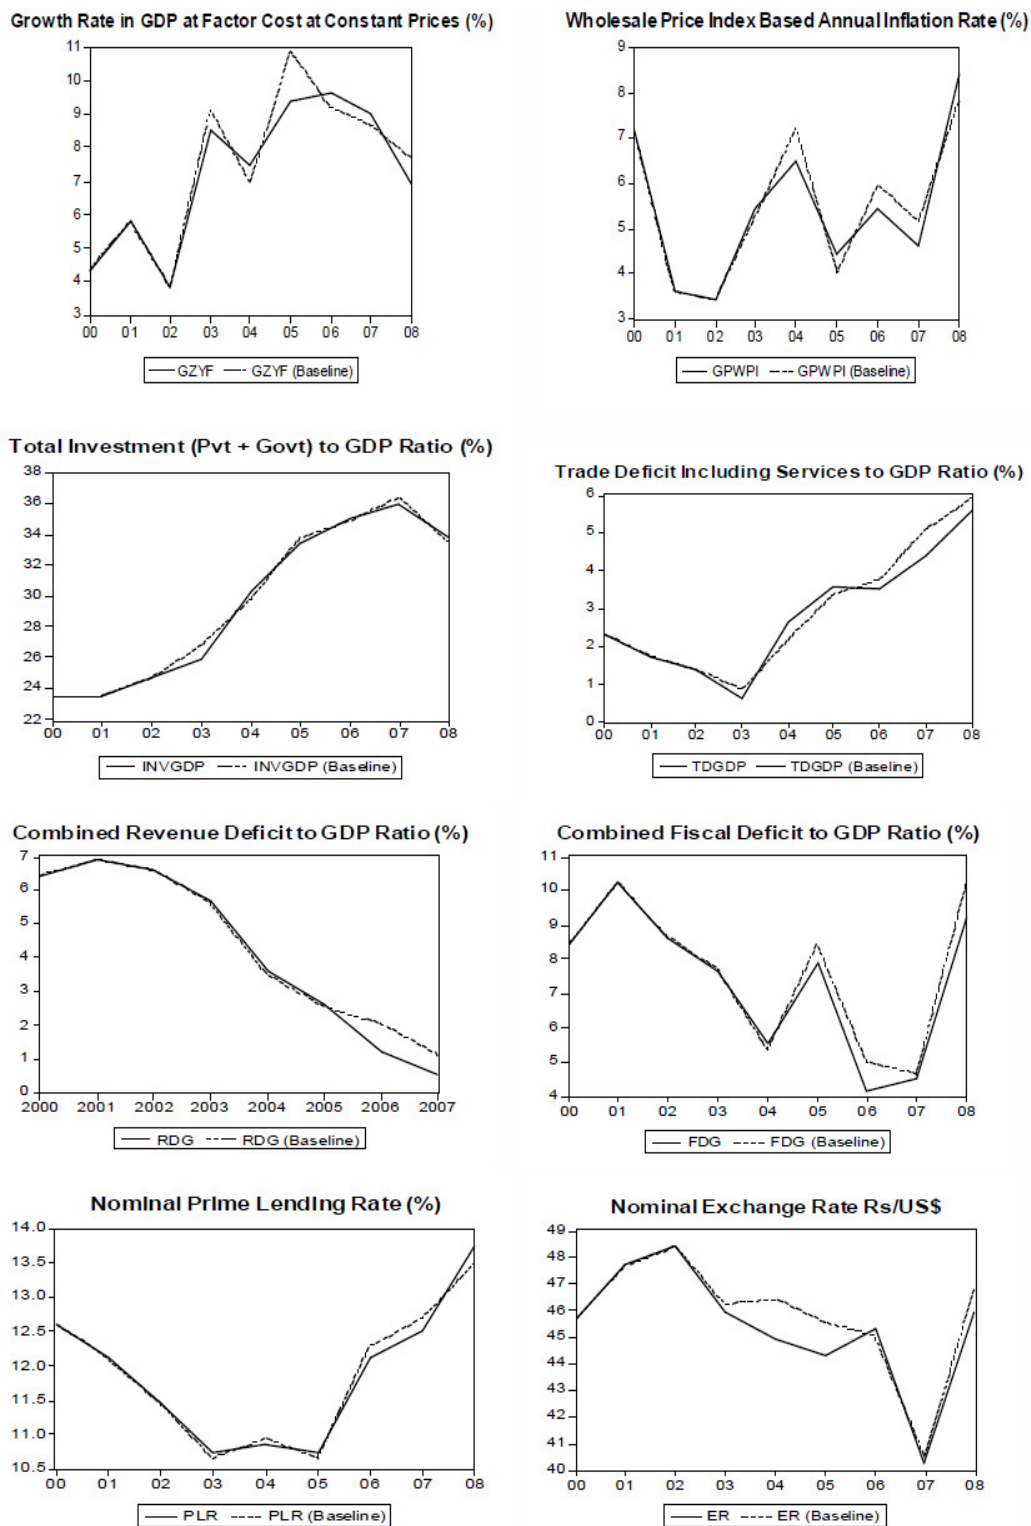 Growth Rate in GDP at Factor Cost at Constant Prices (%)
11
10
9
8
7
6
5
4
3
00 01 02 03 04 05 06 07 08
GZYF GZYF (Baseline)
Wholesale Price Index Based Annual Inflation Rate (%)
9
8
7
6
5
4
3
00 01 02 03 04 05 06 07 08
GPWPI GPWPI (Baseline)
Total Investment (Pvt + Govt) to GDP Ratio (%)
38
36
34
32
30
28
26
24
22
00 01 02 03 04 05 06 07 08
INVGDP INVGDP (Baseline)
Trade Deficit Including Services to GDP Ratio (%)
6
5
4
3
2
1
0
00 01 02 03 04 05 06 07 08
TDGDP TDGDP (Baseline)
Combined Revenue Deficit to GDP Ratio (%)
7
6
5
4
3
2
1
0
2000 2001 2002 2003 2004 2005 2006 2007
RDG RDG (Baseline)
Combined Fiscal Deficit to GDP Ratio (%)
11
10
9
8
7
6
5
4
00 01 02 03 04 05 06 07 08
FDG FDG (Baseline)
Nominal Prime Lending Rate (%)
14.0
13.5
13.0
12.5
12.0
11.5
11.0
10.5
00 01 02 03 04 05 06 07 08
PLR PLR (Baseline)
Nominal Exchange Rate Rs/US$
49
48
47
46
45
44
43
42
41
40
00 01 02 03 04 05 06 07 08
ER ER (Baseline)